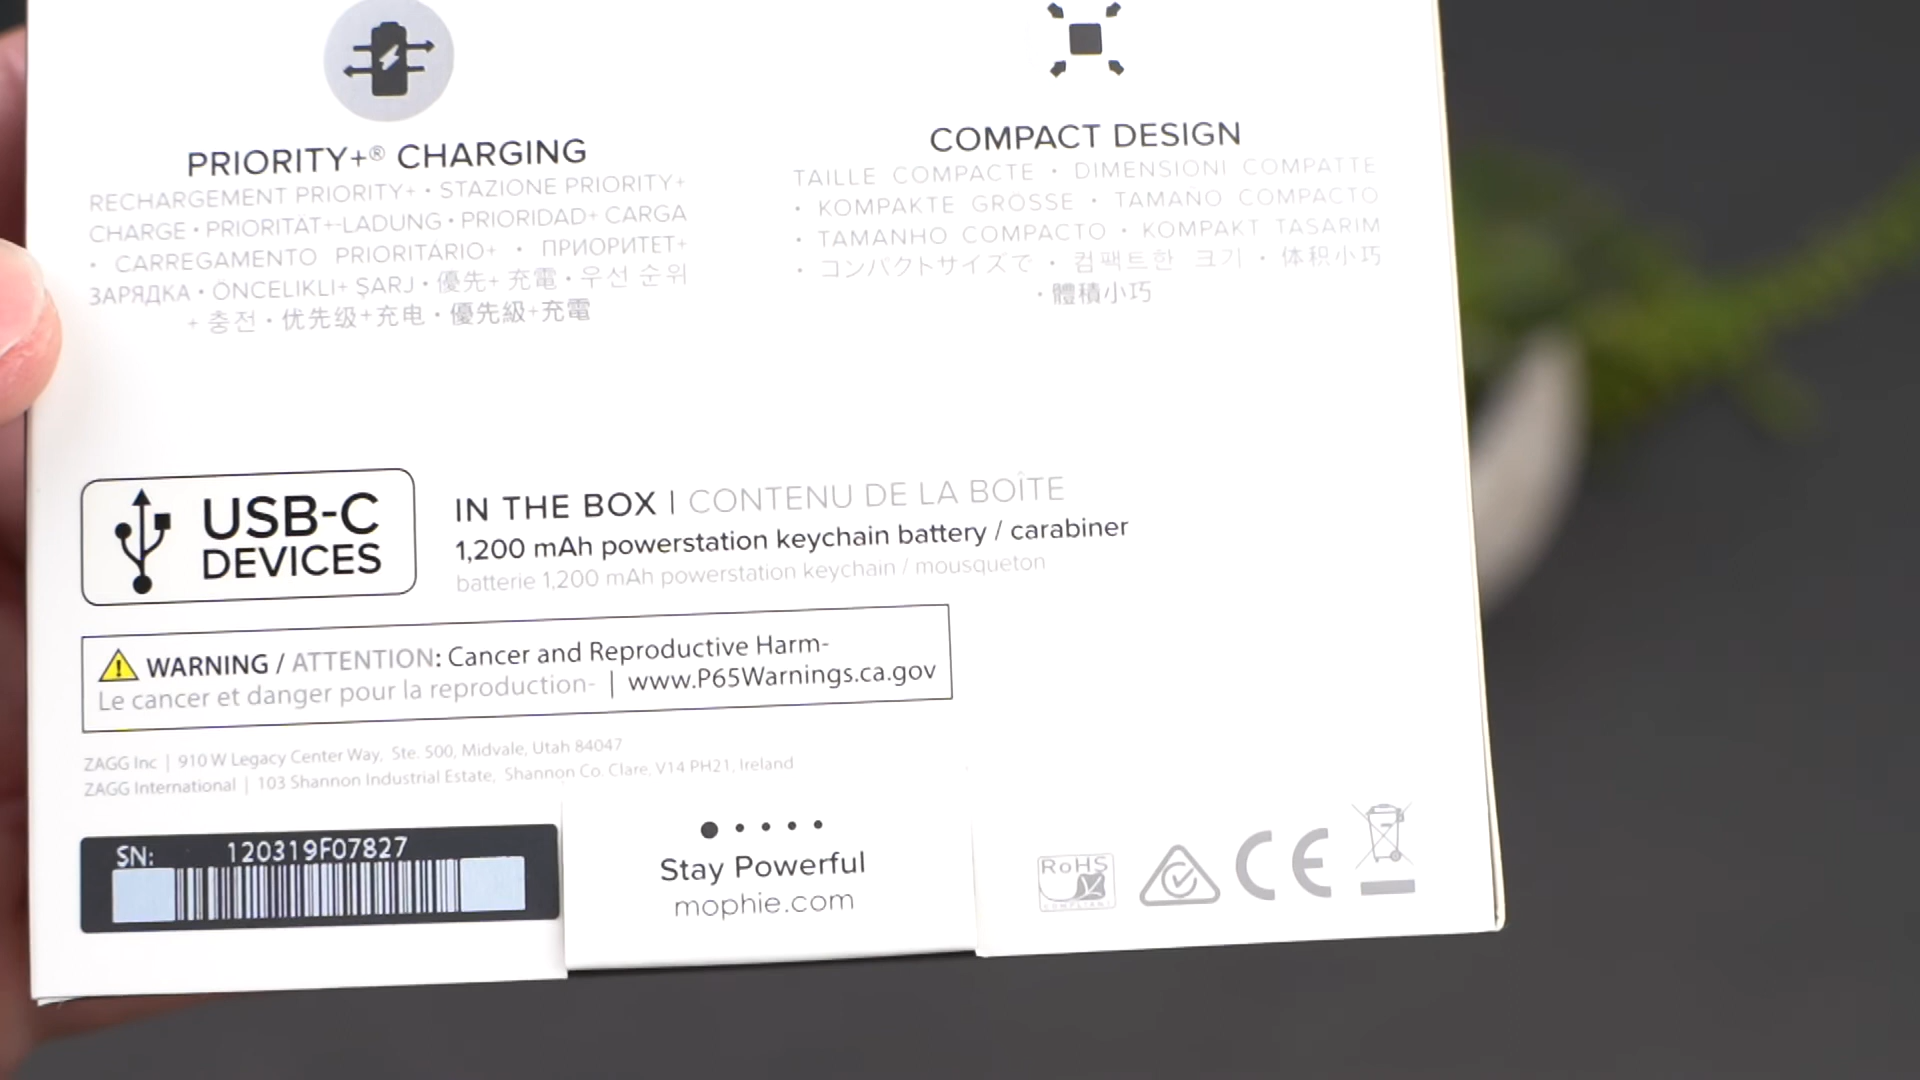 PRIORITY+® CHARGING
RECHARGEMENT PRIORITY+ • STAZIONE PRIORITY+
CHARGE • PRIORITÄT+-LADUNG • PRIORIDAD+ CARGA
• CARREGAMENTO PRIORITÁRIO+ • ПРИОРИТЕТ+
ЗАРЯДКА • ÖNCELIKLI+ ŞARJ • 優先+ 充電 • 우선 순위
+ 충전 • 优先级+充电 • 優先級+充電
COMPACT DESIGN
TAILLE COMPACTE • DIMENSIONI COMPATTE
• KOMPAKTE GRÖSSE • TAMAÑO COMPACTO
• TAMANHO COMPACTO • KOMPAKT TASARIM
• コンパクトサイズで • 컴팩트한 크기 • 体积小巧
• 體積小巧
USB-C
DEVICES
IN THE BOX | CONTENU DE LA BOÎTE
1,200 mAh powerstation keychain battery / carabiner
batterie 1,200 mAh powerstation keychain / mousqueton
WARNING / ATTENTION: Cancer and Reproductive Harm-
Le cancer et danger pour la reproduction- | www.P65Warnings.ca.gov
ZAGG Inc | 910 W Legacy Center Way, Ste. 500, Midvale, Utah 84047
ZAGG International | 103 Shannon Industrial Estate, Shannon Co. Clare, V14 PH21, Ireland
SN: 120319F07827
Stay Powerful
mophie.com
RoHS
COMPLIANT
CE